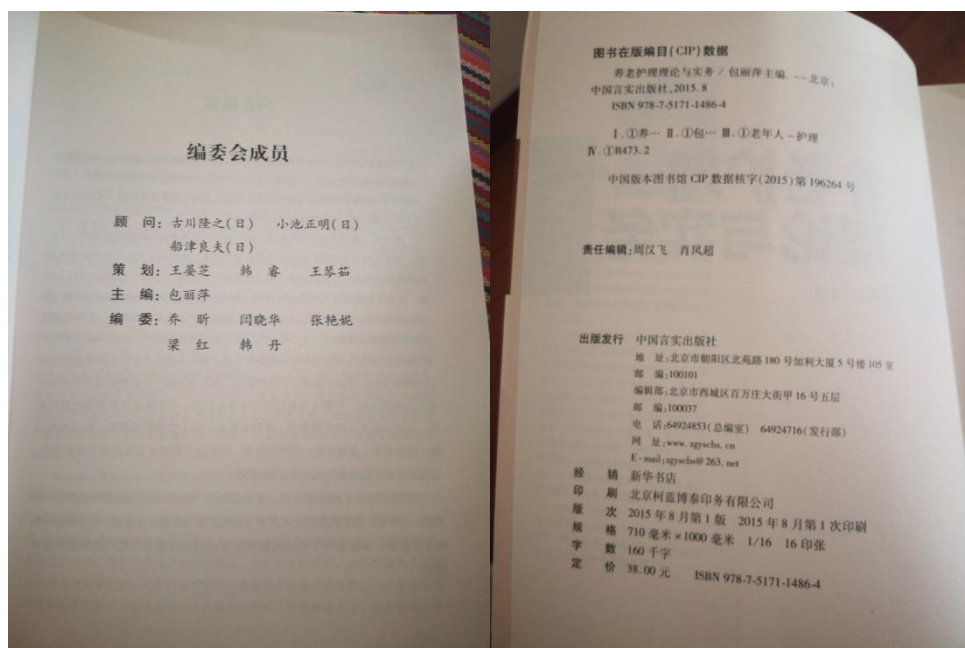 编委会成员
顾 问：古川隆之(日) 小池正明(日)
船津良夫(日)
策 划：王晏芝 韩 睿 王琴茹
主 编：包丽萍
编 委：乔 昕 闫晓华 张艳妮
梁 红 韩 丹
图书在版编目(CIP)数据
养老护理理论与实务 / 包丽萍主编. -- 北京：
中国言实出版社,2015.8
ISBN 978-7-5171-1486-4
Ⅰ.①养… Ⅱ.①包… Ⅲ.①老年人－护理
Ⅳ.①R473.2
中国版本图书馆 CIP 数据核字(2015)第 196264 号
责任编辑：周汉飞 肖凤超
出版发行 中国言实出版社
地 址：北京市朝阳区北苑路 180 号加利大厦 5 号楼 105 室
邮 编：100101
编辑部：北京市西城区百万庄大街甲 16 号五层
邮 编：100037
电 话：64924853(总编室) 64924716(发行部)
网 址：www.zgyscbs.cn
E-mail：zgyscbs@263.net
经 销 新华书店
印 刷 北京柯蓝博泰印务有限公司
版 次 2015 年 8 月第 1 版 2015 年 8 月第 1 次印刷
规 格 710 毫米×1000 毫米 1/16 16 印张
字 数 160 千字
定 价 38.00 元 ISBN 978-7-5171-1486-4